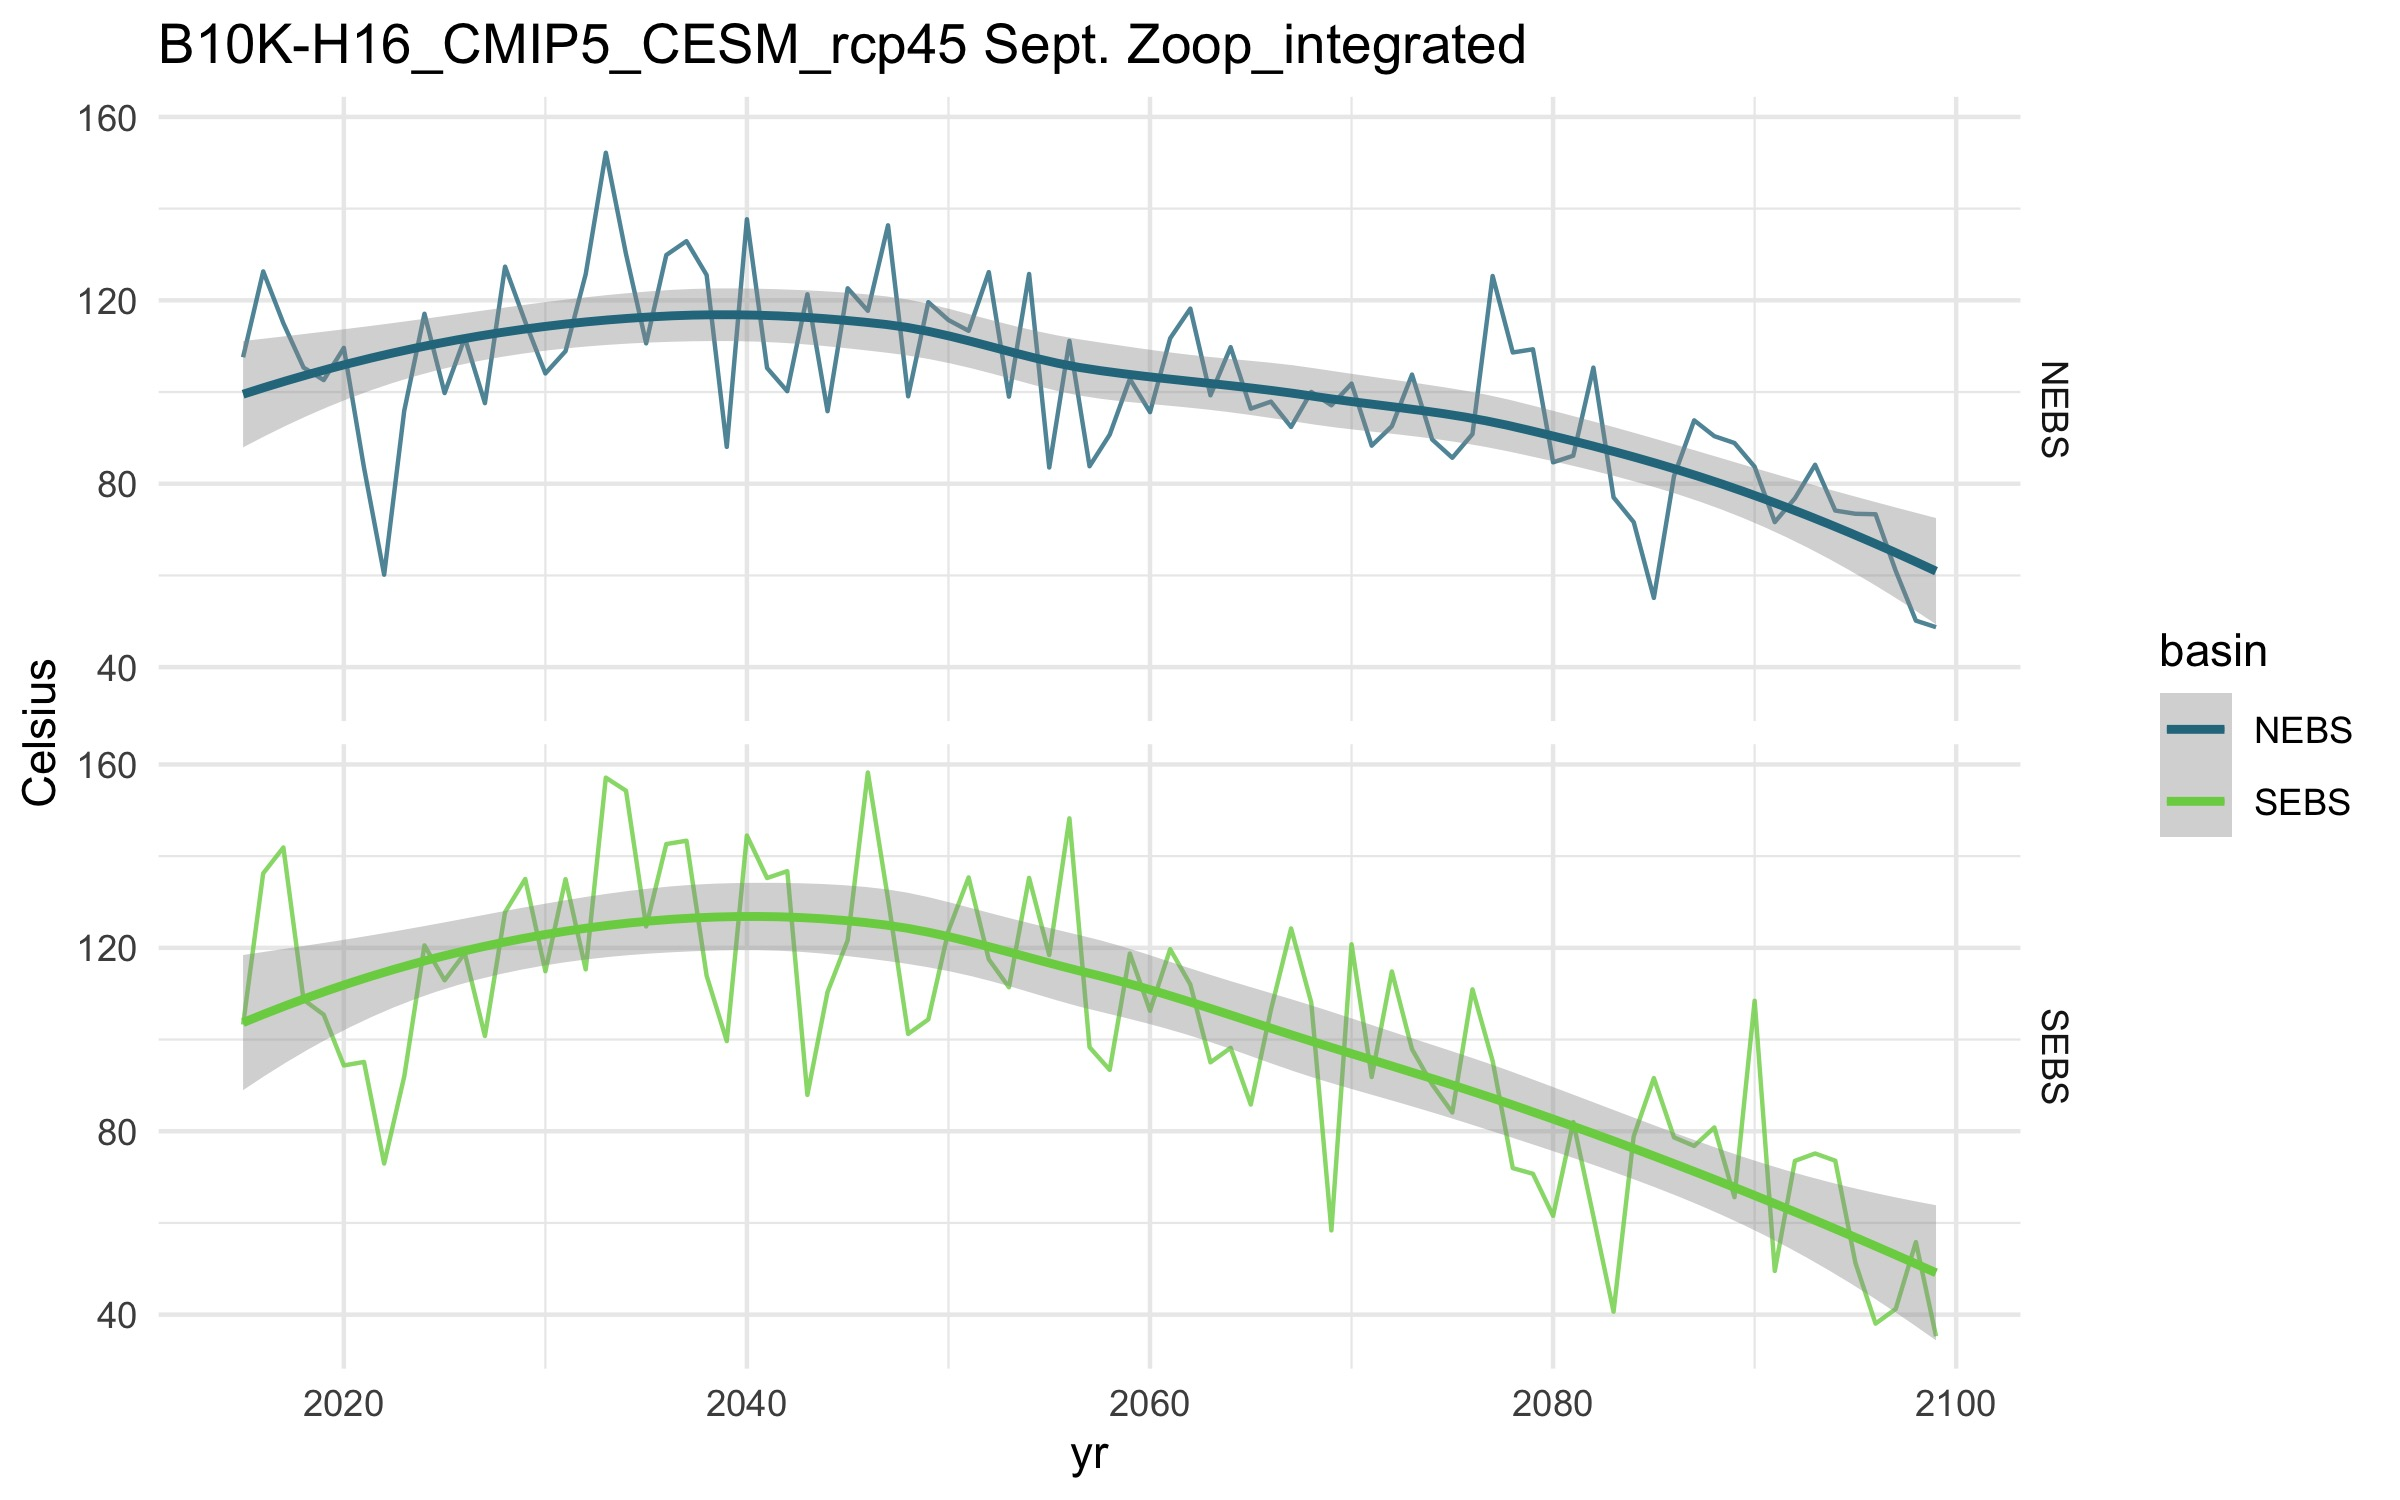 B10K-H16_CMIP5_CESM_rcp45 Sept. Zoop_integrated
160
120
80
40
NEBS
Celsius
160
120
80
40
SEBS
2020 2040 2060 2080 2100
yr
basin
NEBS
SEBS